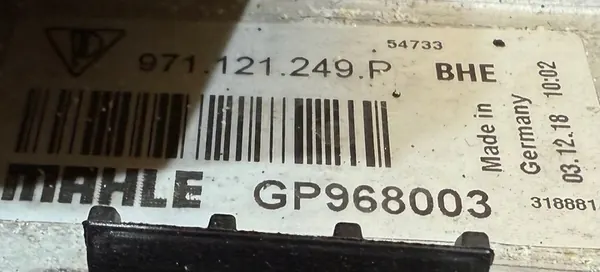 54733
971.121.249.P BHE
MAHLE GP968003
Made in
Germany
03.12.18 10:02
318881